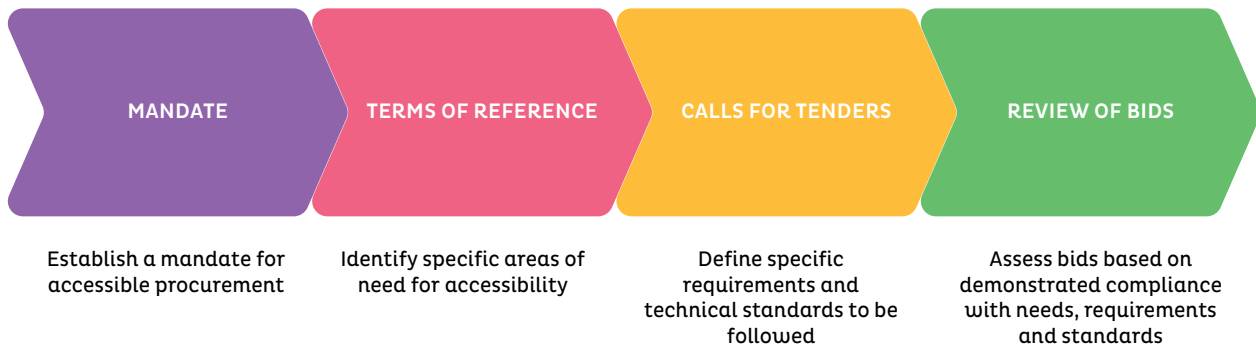 MANDATE
TERMS OF REFERENCE
CALLS FOR TENDERS
REVIEW OF BIDS
Establish a mandate for
accessible procurement
Identify specific areas of
need for accessibility
Define specific
requirements and
technical standards to be
followed
Assess bids based on
demonstrated compliance
with needs, requirements
and standards